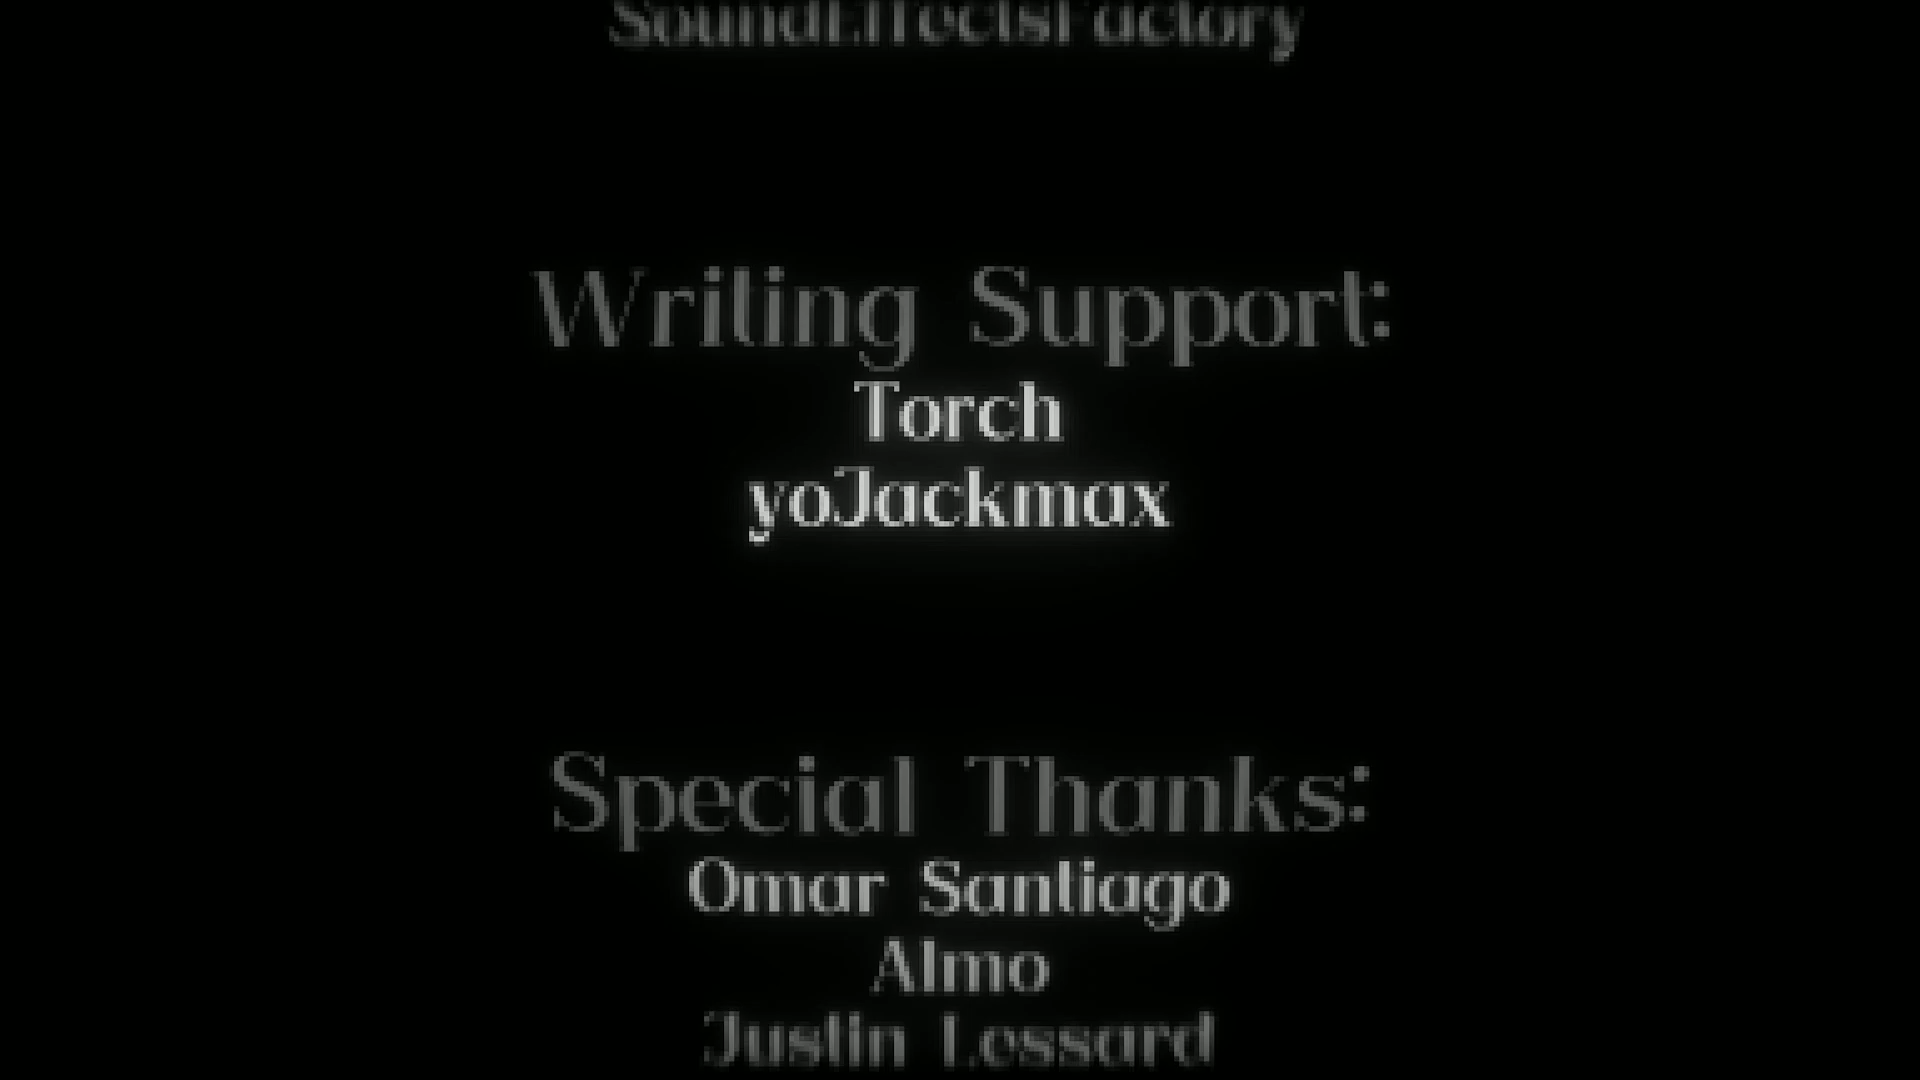 SoundEffectsFactory
Writing Support:
Torch
yoJackmax
Special Thanks:
Omar Santiago
Almo
Justin Lessard